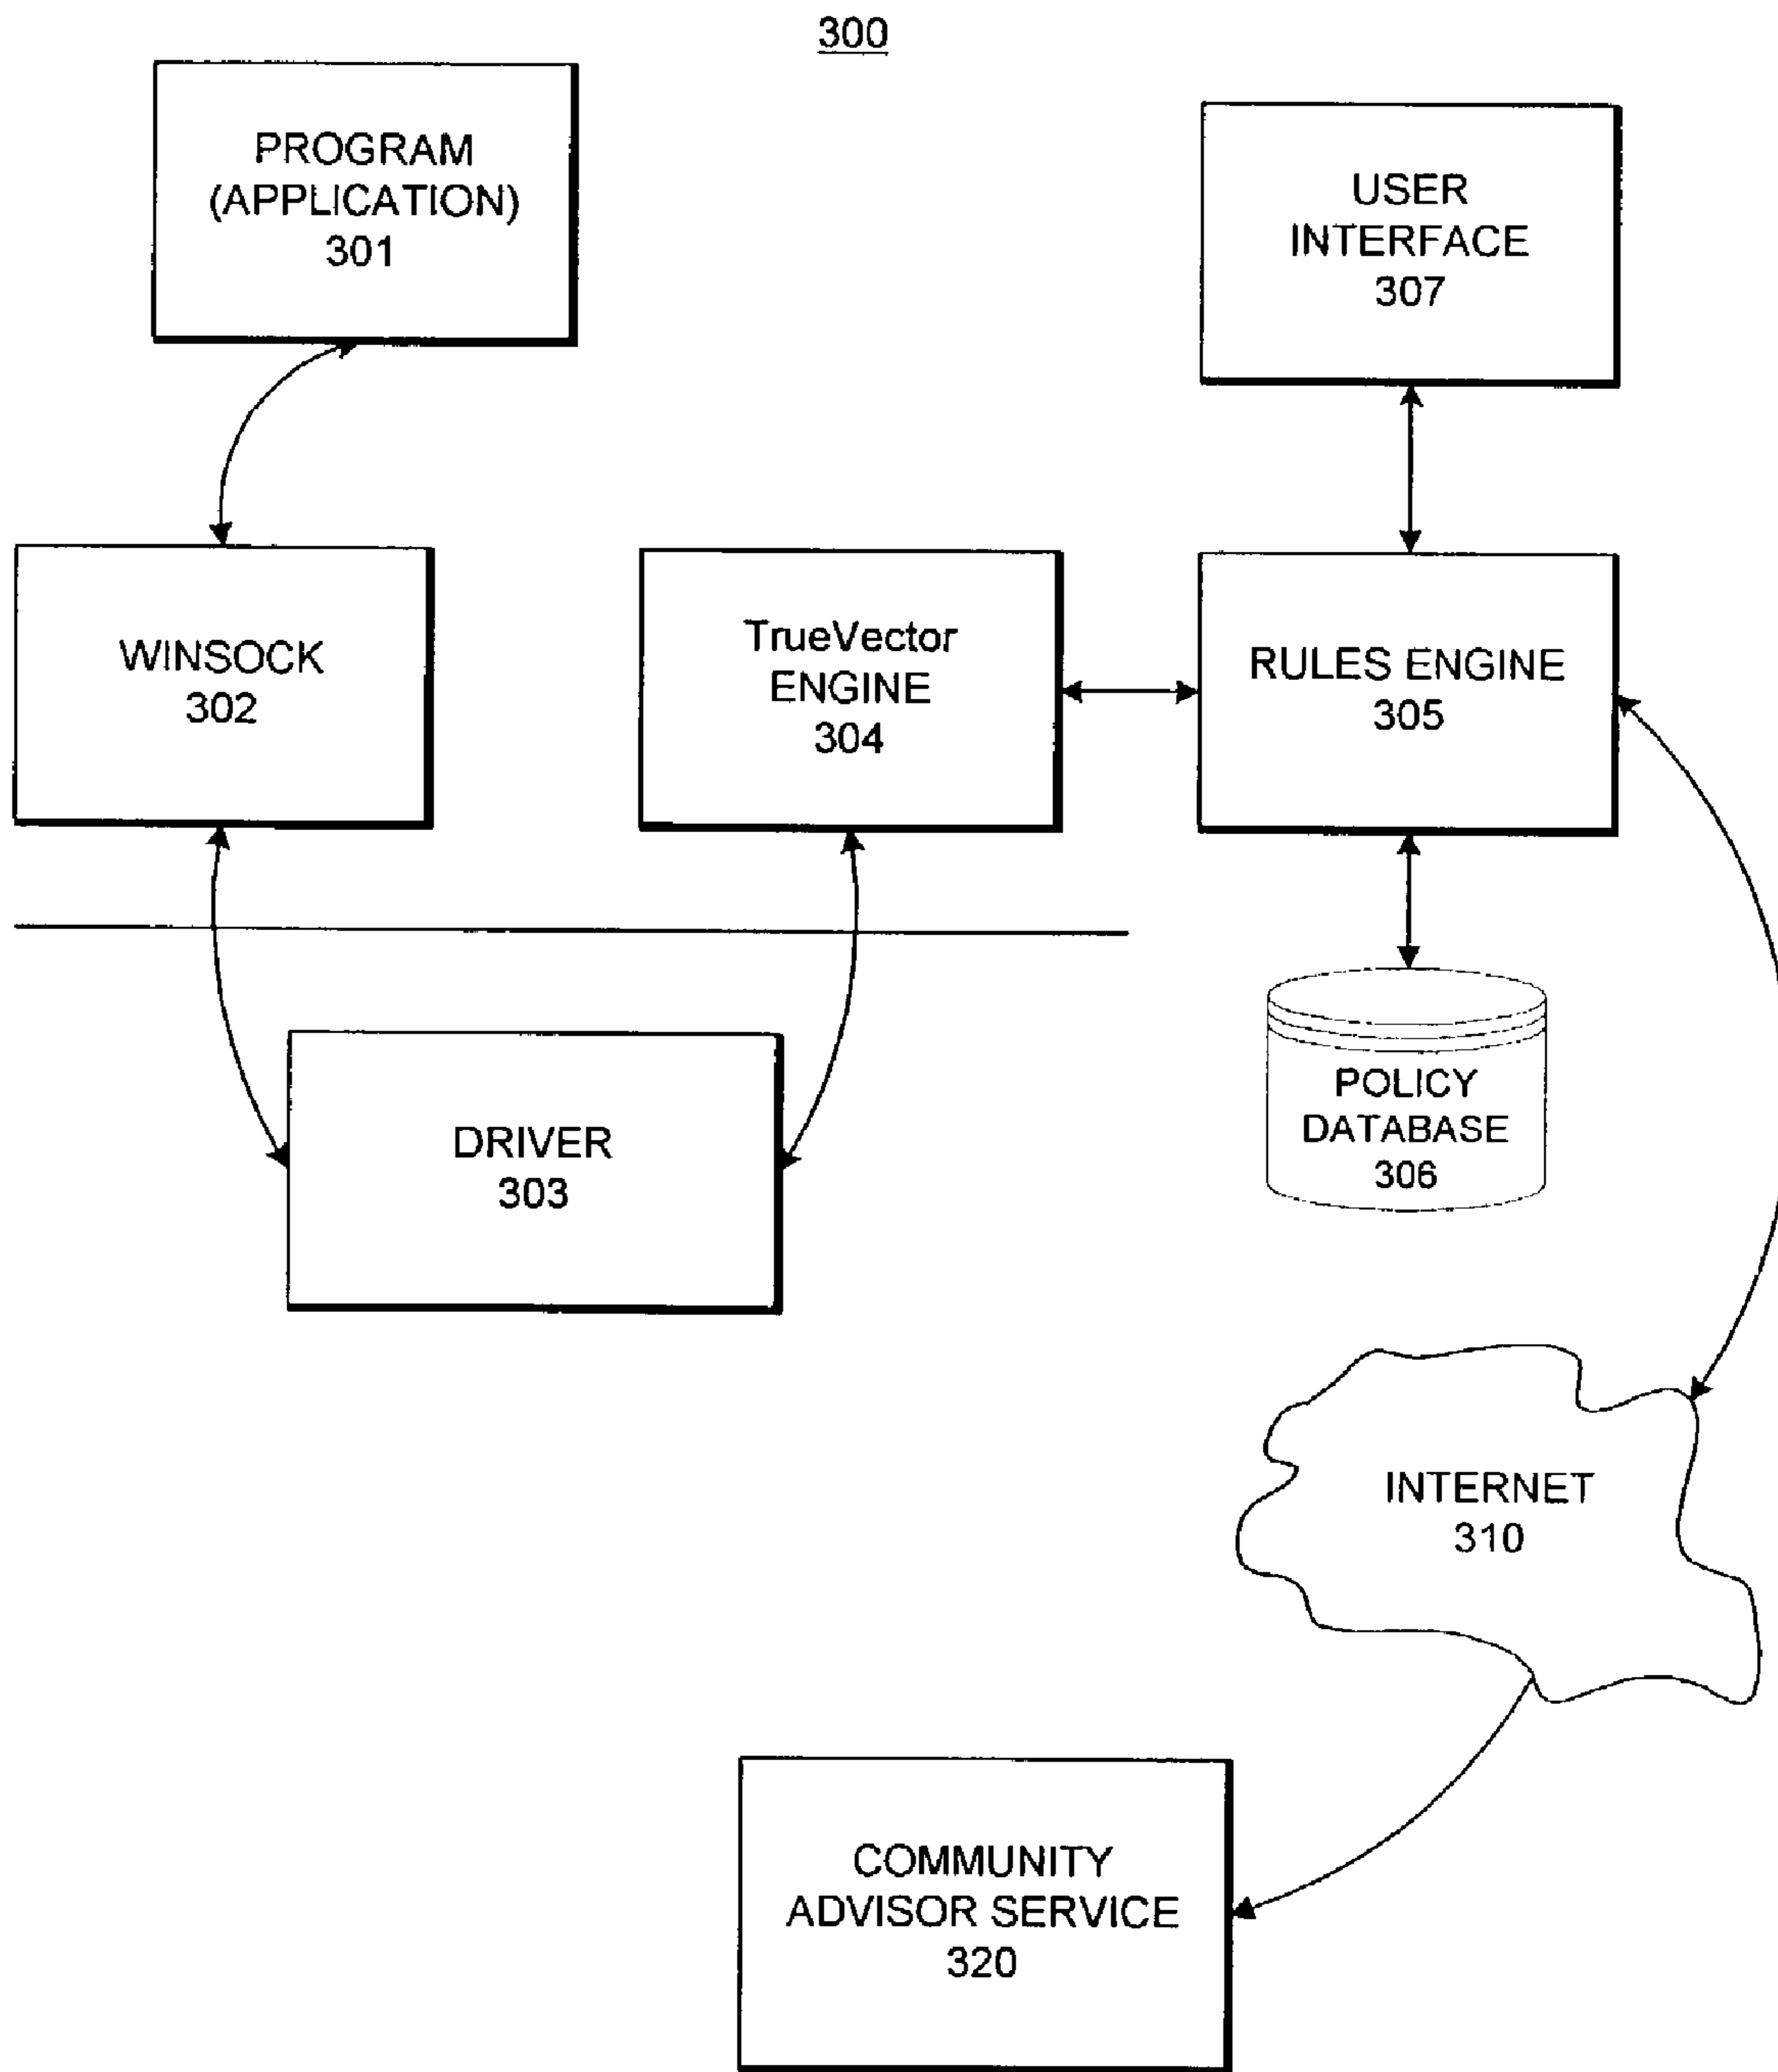 300
PROGRAM
(APPLICATION)
301
USER
INTERFACE
307
WINSOCK
302
TrueVector
ENGINE
304
RULES ENGINE
305
POLICY
DATABASE
306
DRIVER
303
INTERNET
310
COMMUNITY
ADVISOR SERVICE
320